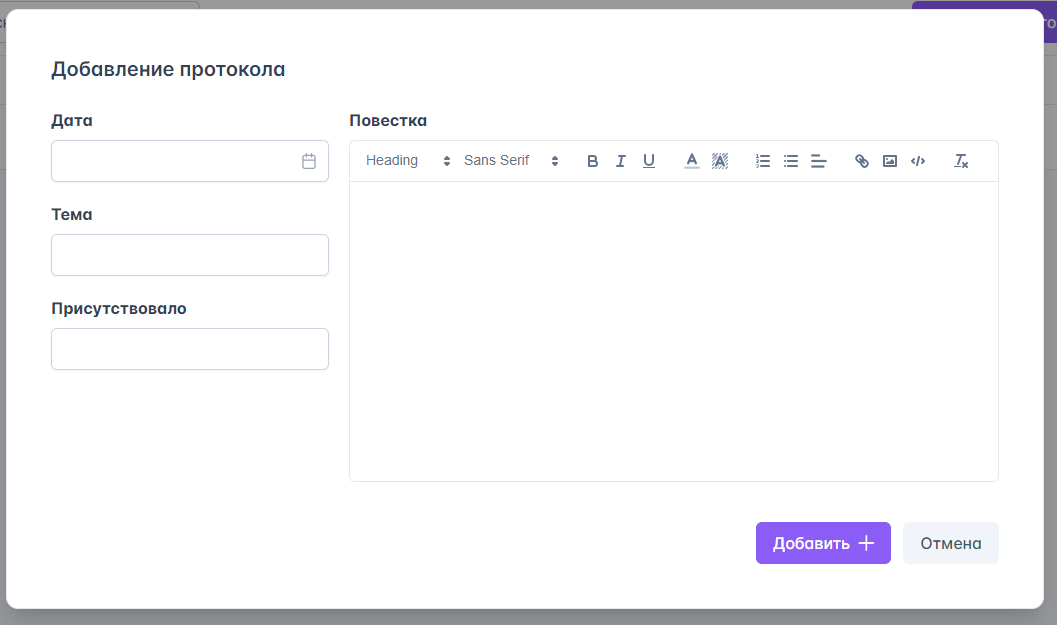 Добавление протокола
Дата
Тема
Присутствовало
Повестка
Heading Sans Serif B I U A A
Добавить
Отмена